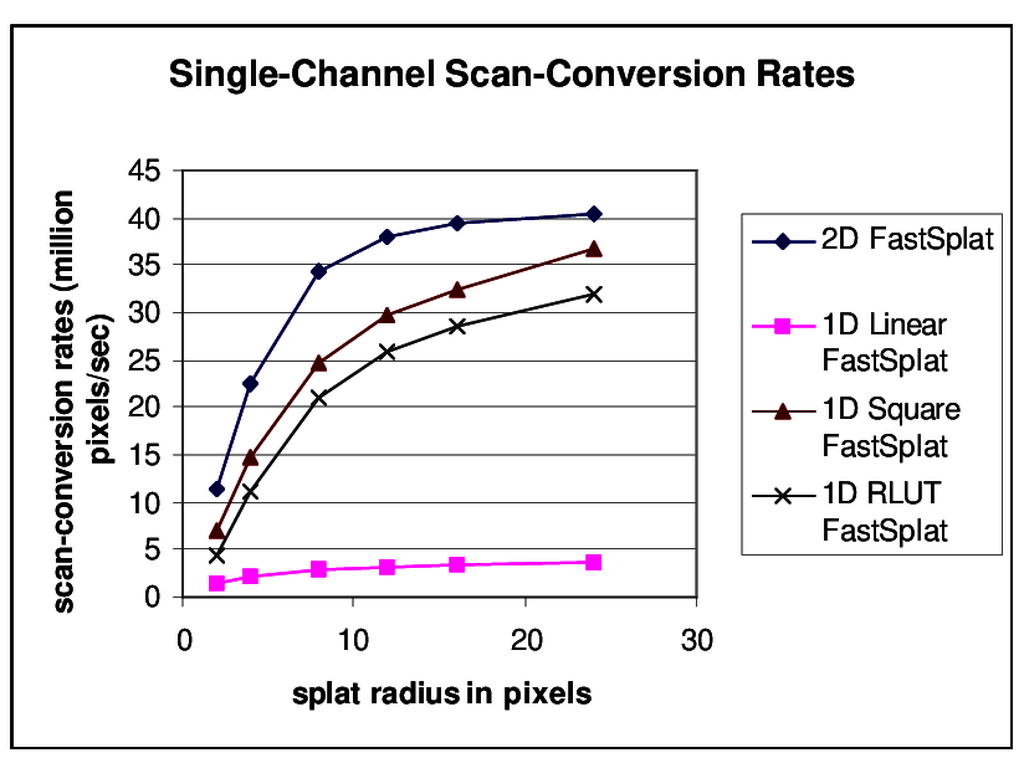 Single-Channel Scan-Conversion Rates
scan-conversion rates (million
pixels/sec)
45
40
35
30
25
20
15
10
5
0
0 10 20 30
splat radius in pixels
2D FastSplat
1D Linear
FastSplat
1D Square
FastSplat
1D RLUT
FastSplat